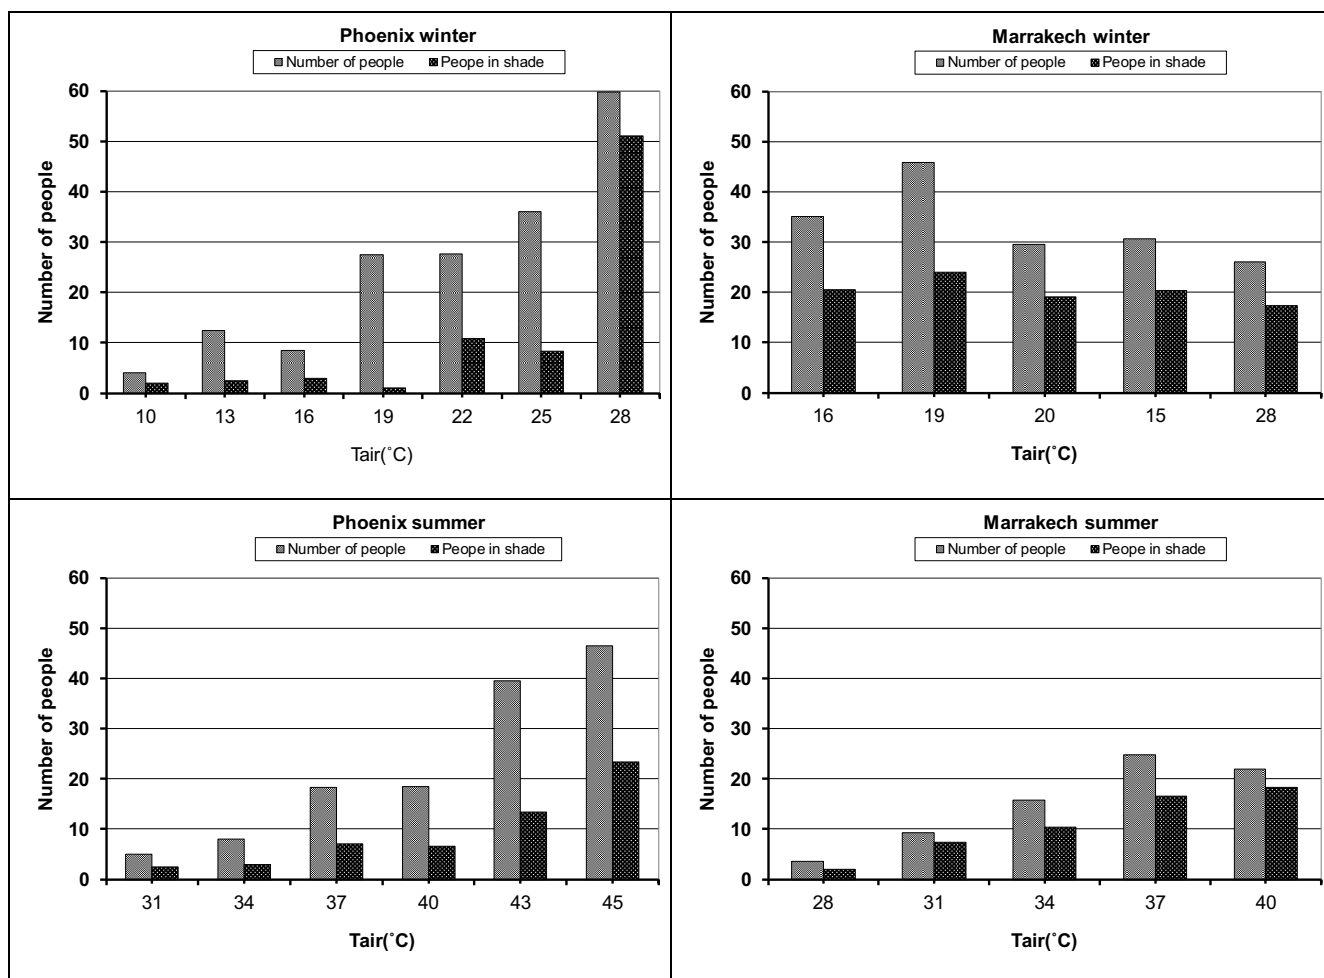 Phoenix winter
Number of people Peope in shade
60
50
40
30
20
10
0
Number of people
10 13 16 19 22 25 28
Tair(˚C)
Marrakech winter
Number of people Peope in shade
60
50
40
30
20
10
0
Number of people
16 19 20 15 28
Tair(˚C)
Phoenix summer
Number of people Peope in shade
60
50
40
30
20
10
0
Number of people
31 34 37 40 43 45
Tair(˚C)
Marrakech summer
Number of people Peope in shade
60
50
40
30
20
10
0
Number of people
28 31 34 37 40
Tair(˚C)